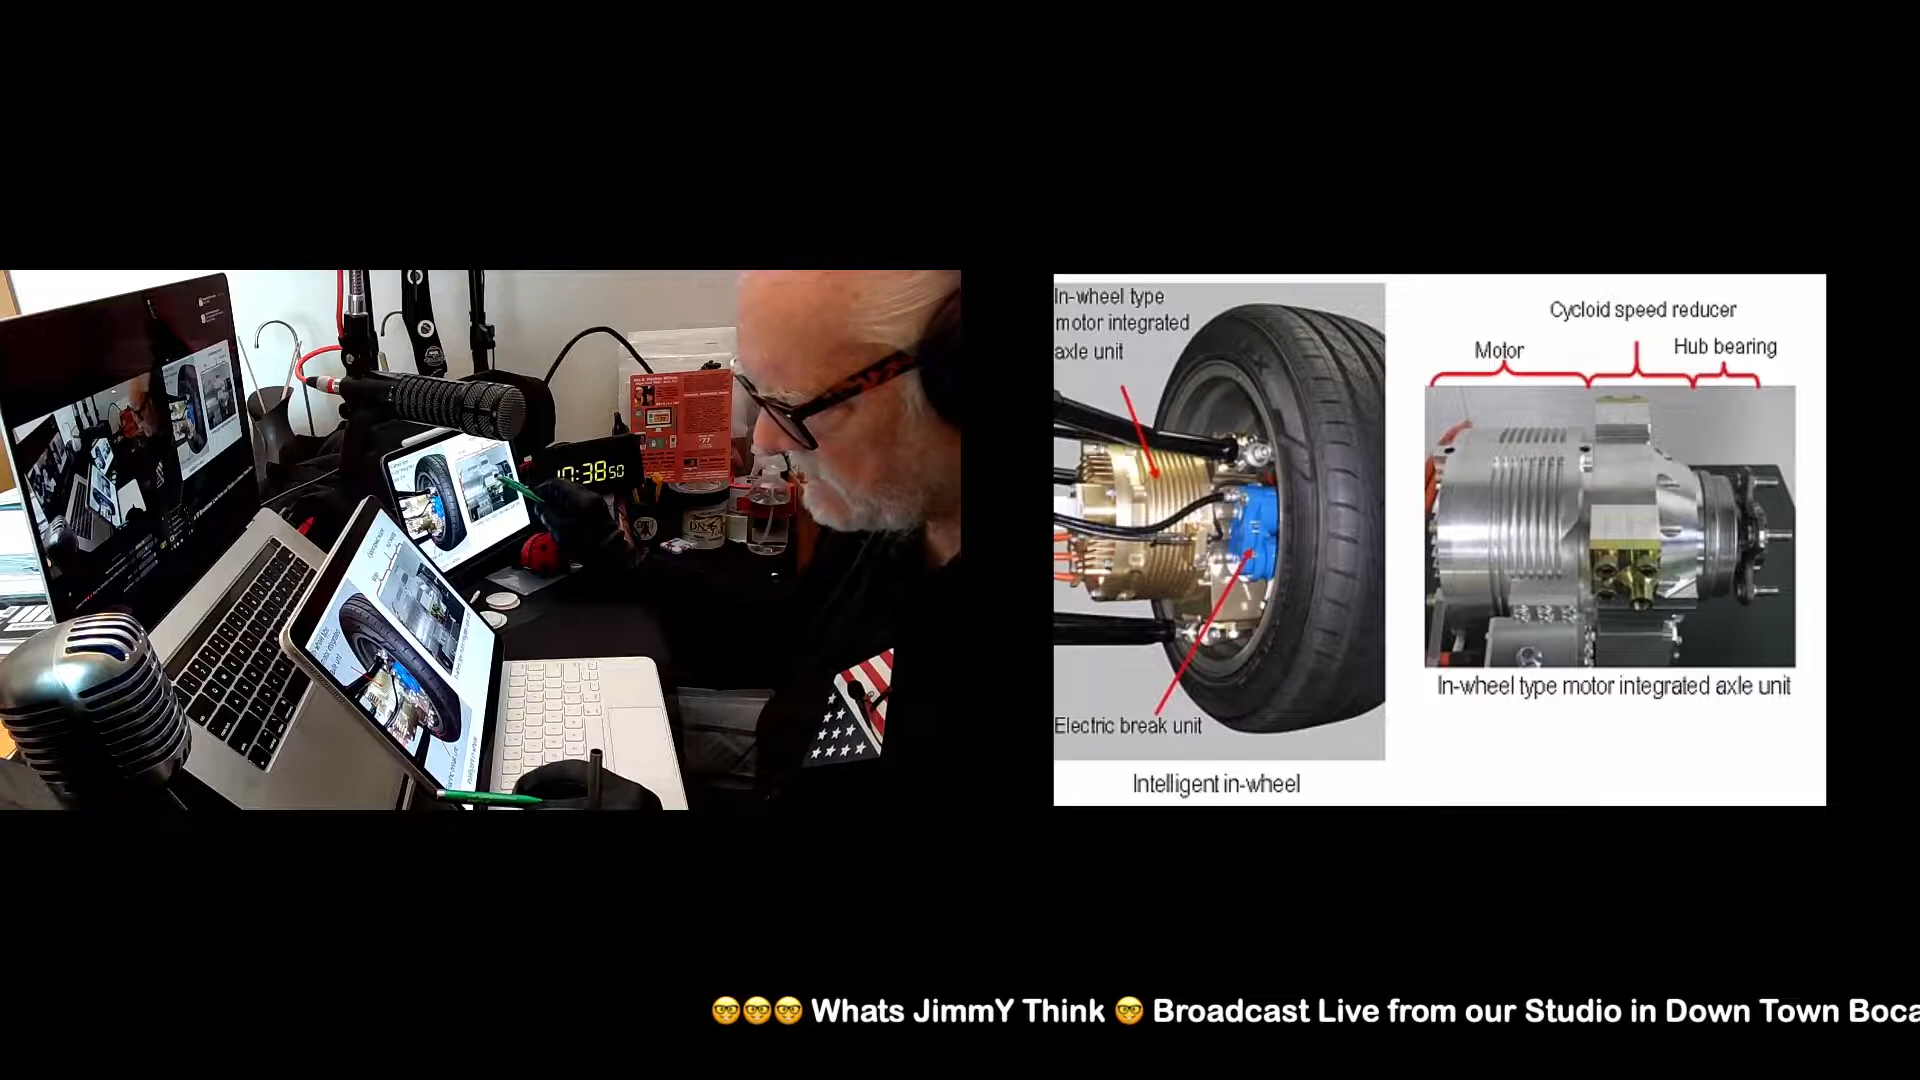 In-wheel type
motor integrated
axle unit
Electric break unit
Intelligent in-wheel
Cycloid speed reducer
Motor
Hub bearing
In-wheel type motor integrated axle unit
10:38 50
$77
DN
🤓🤓🤓 Whats JimmY Think 🤓 Broadcast Live from our Studio in Down Town Boca